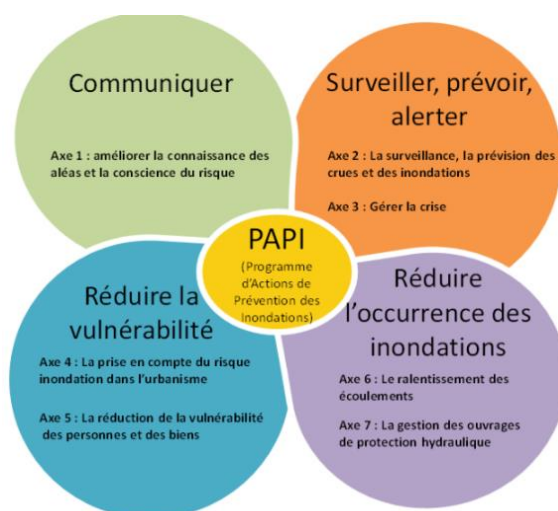 Communiquer
Axe 1 : améliorer la connaissance des
aléas et la conscience du risque
Surveiller, prévoir,
alerter
Axe 2 : La surveillance, la prévision des
crues et des inondations
Axe 3 : Gérer la crise
PAPI
(Programme
d'Actions de
Prévention des
Inondations)
Réduire la
vulnérabilité
Axe 4 : La prise en compte du risque
inondation dans l'urbanisme
Axe 5 : La réduction de la vulnérabilité
des personnes et des biens
Réduire
l'occurrence des
inondations
Axe 6 : Le ralentissement des
écoulements
Axe 7 : La gestion des ouvrages
de protection hydraulique